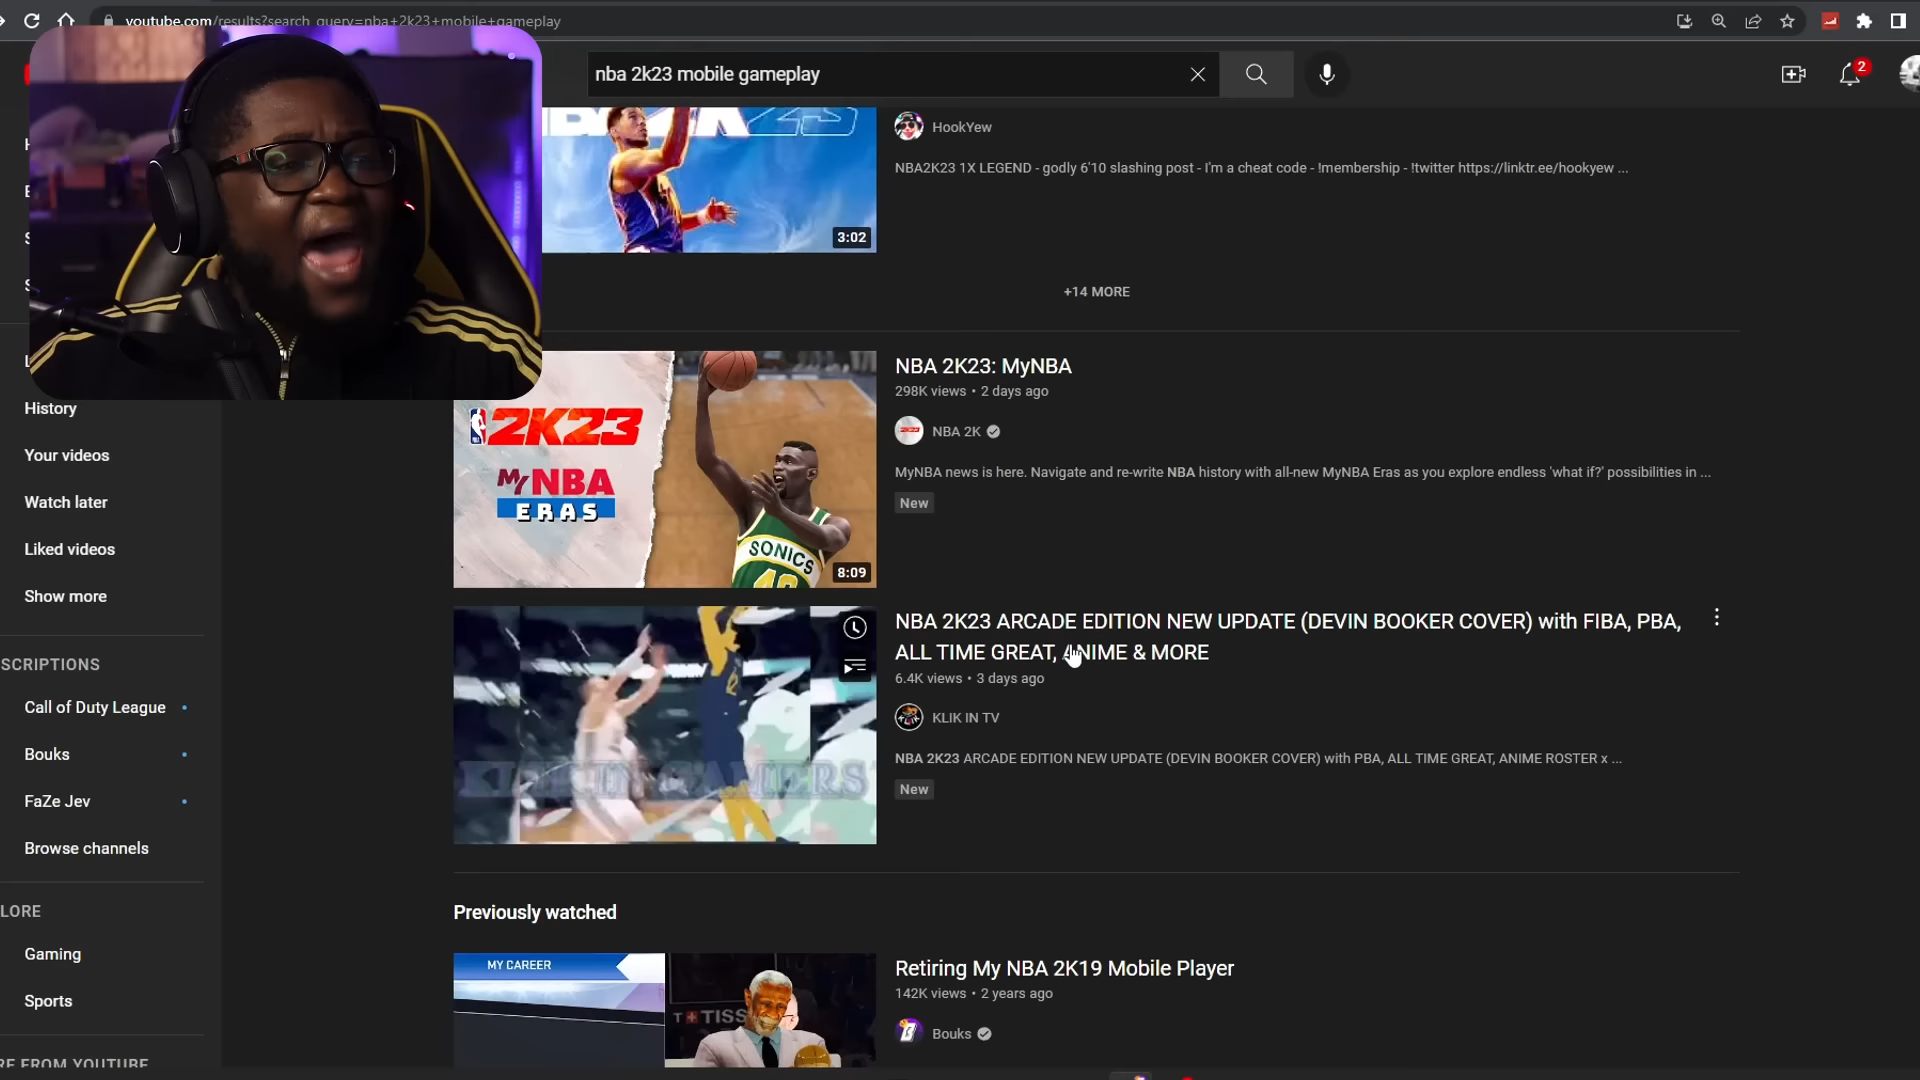 youtube.com/results?search_query=nba+2k23+mobile+gameplay
nba 2k23 mobile gameplay
2
HookYew
NBA2K23 1X LEGEND - godly 6'10 slashing post - I'm a cheat code - !membership - !twitter https://linktr.ee/hookyew ...
3:02
+14 MORE
History
Your videos
Watch later
Liked videos
Show more
SCRIPTIONS
Call of Duty League
Bouks
FaZe Jev
Browse channels
LORE
Gaming
Sports
RE FROM YOUTUBE
2K23
MyNBA
ERAS
SONICS
8:09
NBA 2K23: MyNBA
298K views • 2 days ago
NBA 2K
MyNBA news is here. Navigate and re-write NBA history with all-new MyNBA Eras as you explore endless 'what if?' possibilities in ...
New
KLIK IN GAMERS
NBA 2K23 ARCADE EDITION NEW UPDATE (DEVIN BOOKER COVER) with FIBA, PBA,
ALL TIME GREAT, ANIME & MORE
6.4K views • 3 days ago
KLIK IN TV
NBA 2K23 ARCADE EDITION NEW UPDATE (DEVIN BOOKER COVER) with PBA, ALL TIME GREAT, ANIME ROSTER x ...
New
Previously watched
MY CAREER
TISS
Retiring My NBA 2K19 Mobile Player
142K views • 2 years ago
Bouks